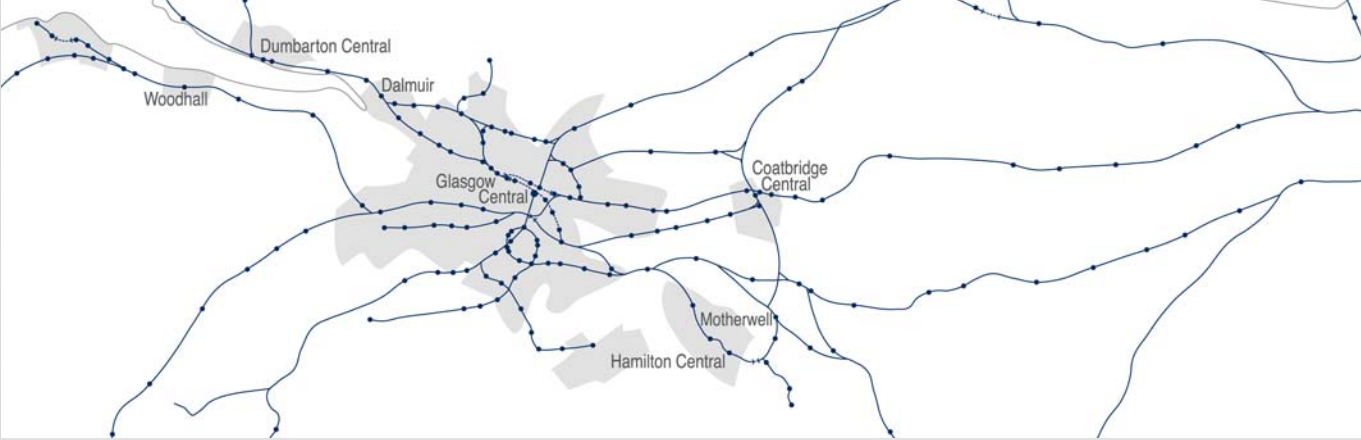 Dumbarton Central
Dalmuir
Woodhall
Coatbridge
Central
Glasgow
Central
Motherwell
Hamilton Central